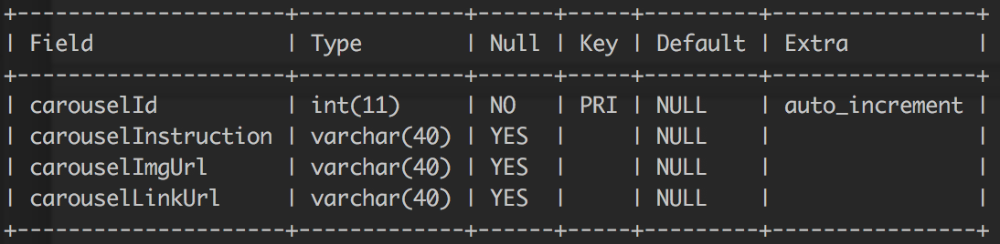 +---------------------+-------------+------+-----+---------+----------------+
| Field               | Type        | Null | Key | Default | Extra          |
+---------------------+-------------+------+-----+---------+----------------+
| carouselId          | int(11)     | NO   | PRI | NULL    | auto_increment |
| carouselInstruction | varchar(40) | YES  |     | NULL    |                |
| carouselImgUrl      | varchar(40) | YES  |     | NULL    |                |
| carouselLinkUrl     | varchar(40) | YES  |     | NULL    |                |
+---------------------+-------------+------+-----+---------+----------------+